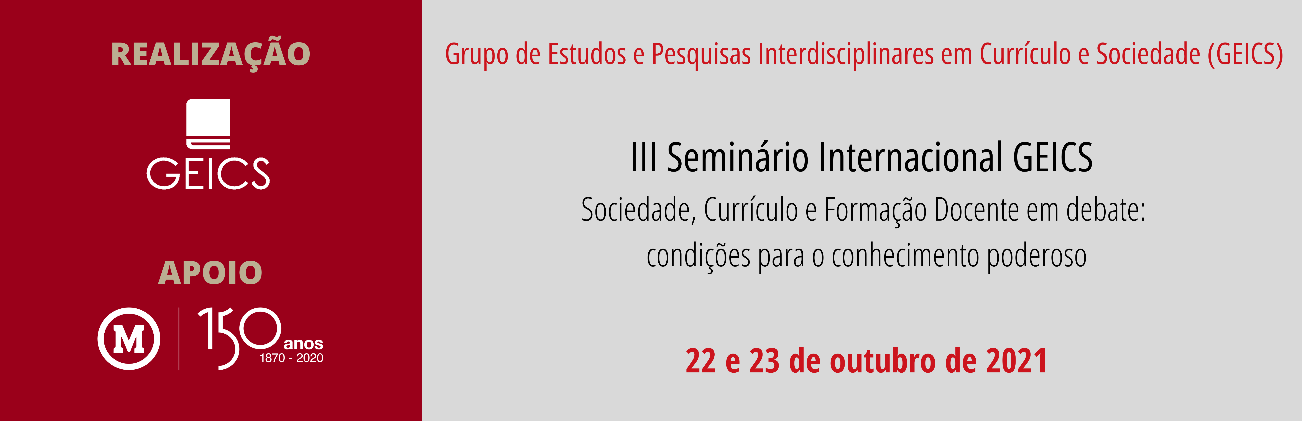 REALIZAÇÃO
GEICS
APOIO
M
150 anos
1870 - 2020
Grupo de Estudos e Pesquisas Interdisciplinares em Currículo e Sociedade (GEICS)
III Seminário Internacional GEICS
Sociedade, Currículo e Formação Docente em debate:
condições para o conhecimento poderoso
22 e 23 de outubro de 2021